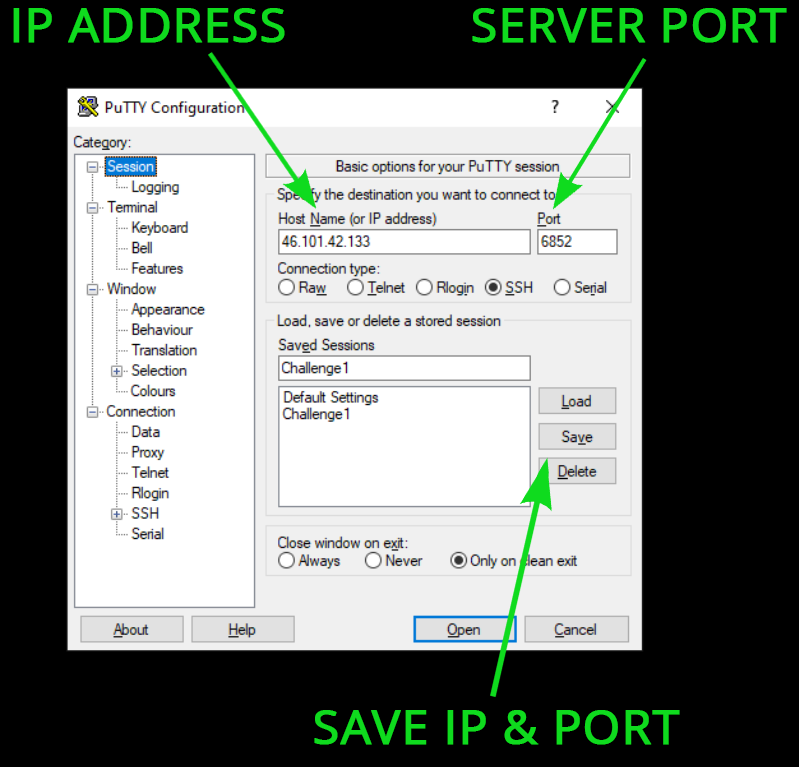 IP ADDRESS
SERVER PORT
PuTTY Configuration
?
Category:
Session
Logging
Terminal
Keyboard
Bell
Features
Window
Appearance
Behaviour
Translation
Selection
Colours
Connection
Data
Proxy
Telnet
Rlogin
SSH
Serial
Basic options for your PuTTY session
Specify the destination you want to connect to
Host Name (or IP address) Port
46.101.42.133 6852
Connection type:
Raw Telnet Rlogin SSH Serial
Load, save or delete a stored session
Saved Sessions
Challenge1
Default Settings
Challenge1
Load
Save
Delete
Close window on exit:
Always Never Only on clean exit
About Help Open Cancel
SAVE IP & PORT